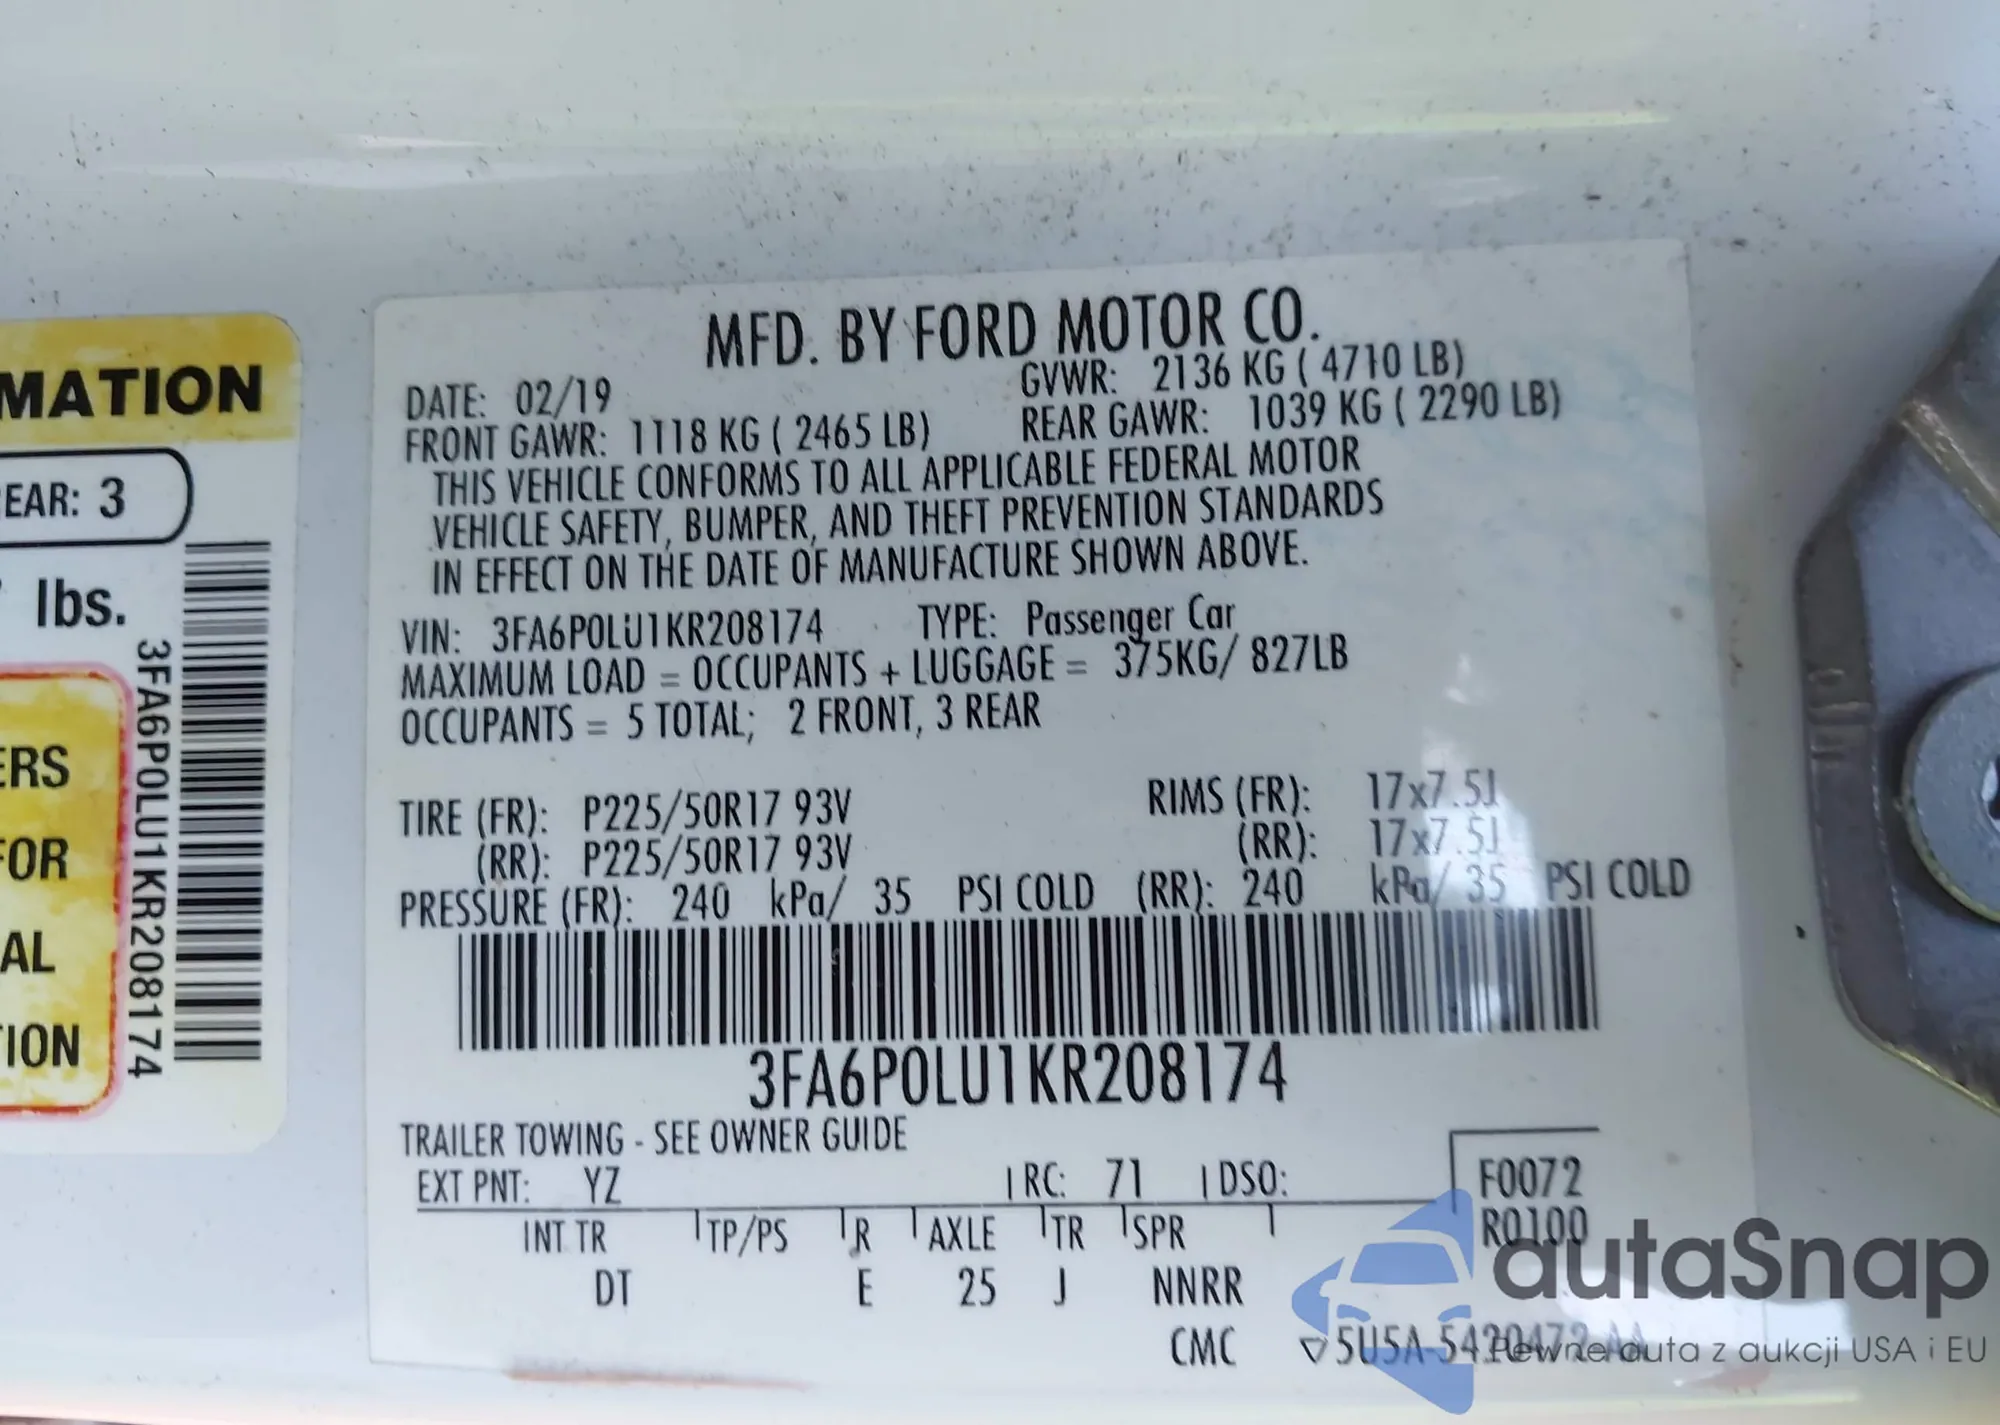 MATION
EAR: 3
lbs.
3FA6P0LU1KR208174
ERS
FOR
AL
TION
MFD. BY FORD MOTOR CO.
DATE: 02/19 GVWR: 2136 KG ( 4710 LB)
FRONT GAWR: 1118 KG ( 2465 LB) REAR GAWR: 1039 KG ( 2290 LB)
THIS VEHICLE CONFORMS TO ALL APPLICABLE FEDERAL MOTOR
VEHICLE SAFETY, BUMPER, AND THEFT PREVENTION STANDARDS
IN EFFECT ON THE DATE OF MANUFACTURE SHOWN ABOVE.
VIN: 3FA6P0LU1KR208174 TYPE: Passenger Car
MAXIMUM LOAD = OCCUPANTS + LUGGAGE = 375KG/ 827LB
OCCUPANTS = 5 TOTAL; 2 FRONT, 3 REAR
TIRE (FR): P225/50R17 93V RIMS (FR): 17x7.5J
(RR): P225/50R17 93V (RR): 17x7.5J
PRESSURE (FR): 240 kPa/ 35 PSI COLD (RR): 240 kPa/ 35 PSI COLD
3FA6P0LU1KR208174
TRAILER TOWING - SEE OWNER GUIDE
EXT PNT: YZ RC: 71 DSO: F0072
INT TR TP/PS R AXLE TR SPR R0100
DT E 25 J NNRR
CMC ▽5U5A-5420472-AA
autaSnap
Pewne auta z aukcji USA i EU